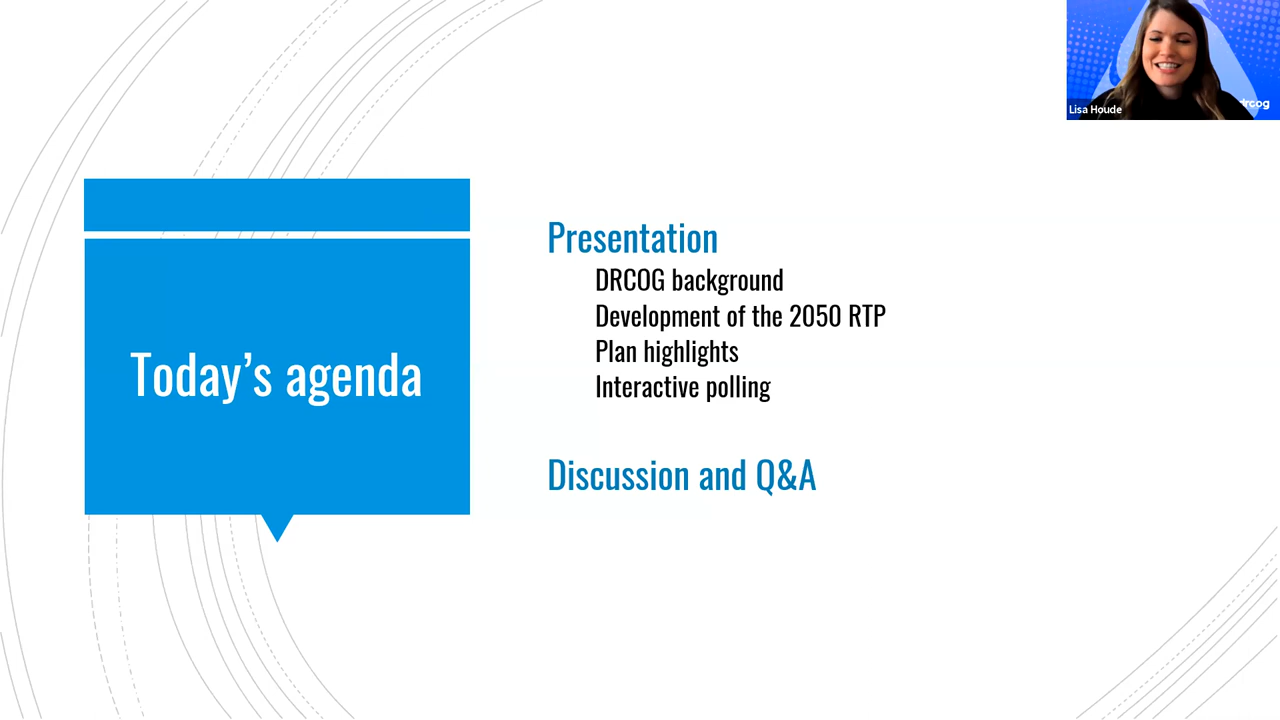 Today's agenda
Presentation
DRCOG background
Development of the 2050 RTP
Plan highlights
Interactive polling
Discussion and Q&A
Lisa Houde
drcog